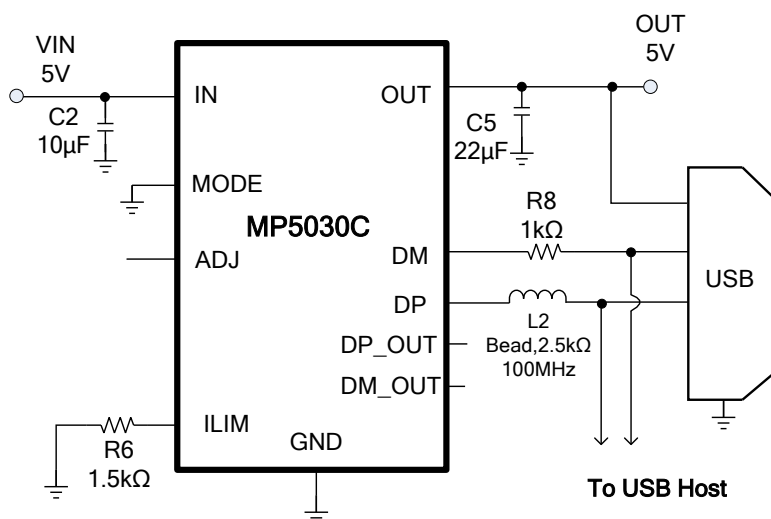 VIN
5V
OUT
5V
IN
OUT
C2
10µF
C5
22µF
MODE
MP5030C
R8
1kΩ
ADJ
DM
USB
DP
L2
Bead,2.5kΩ
100MHz
DP_OUT
DM_OUT
ILIM
GND
R6
1.5kΩ
To USB Host